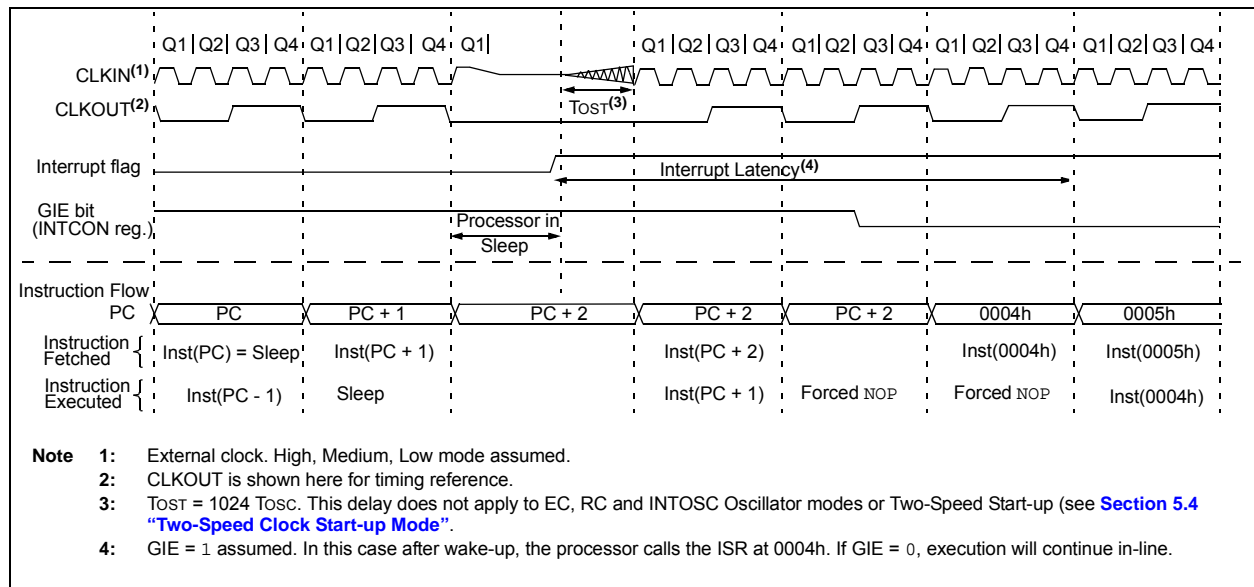 Q1 Q2 Q3 Q4 Q1 Q2 Q3 Q4 Q1 Q1 Q2 Q3 Q4 Q1 Q2 Q3 Q4 Q1 Q2 Q3 Q4 Q1 Q2 Q3 Q4
CLKIN(1)
CLKOUT(2)
TOST(3)
Interrupt flag
Interrupt Latency(4)
GIE bit
(INTCON reg.)
Processor in
Sleep
Instruction Flow
PC PC PC + 1 PC + 2 PC + 2 PC + 2 0004h 0005h
Instruction
Fetched
Inst(PC) = Sleep Inst(PC + 1) Inst(PC + 2) Inst(0004h) Inst(0005h)
Instruction
Executed
Inst(PC - 1) Sleep Inst(PC + 1) Forced NOP Forced NOP Inst(0004h)
Note 1: External clock. High, Medium, Low mode assumed.
2: CLKOUT is shown here for timing reference.
3: TOST = 1024 TOSC. This delay does not apply to EC, RC and INTOSC Oscillator modes or Two-Speed Start-up (see Section 5.4
“Two-Speed Clock Start-up Mode”.
4: GIE = 1 assumed. In this case after wake-up, the processor calls the ISR at 0004h. If GIE = 0, execution will continue in-line.